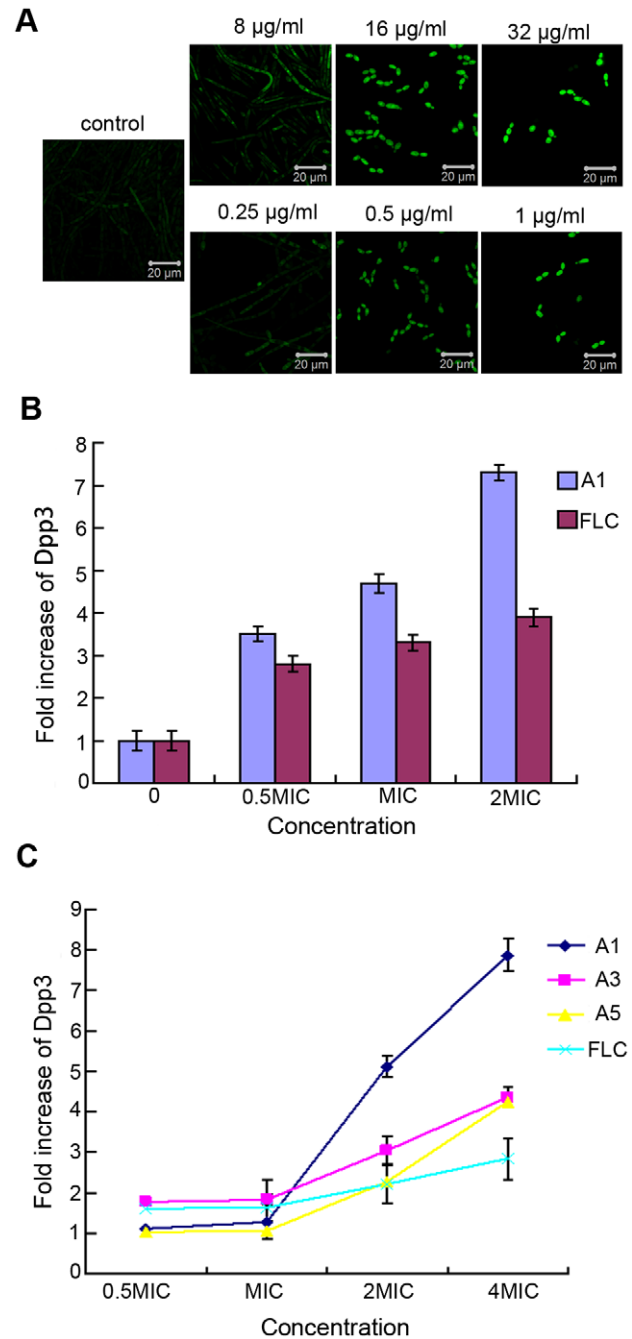 A
8 µg/ml 16 µg/ml 32 µg/ml
control
20 µm 20 µm 20 µm
20 µm
0.25 µg/ml 0.5 µg/ml 1 µg/ml
20 µm 20 µm 20 µm
B
Fold increase of Dpp3
8
7
6
5
4
3
2
1
0
A1
FLC
0 0.5MIC MIC 2MIC
Concentration
C
Fold increase of Dpp3
9
8
7
6
5
4
3
2
1
0
A1
A3
A5
FLC
0.5MIC MIC 2MIC 4MIC
Concentration